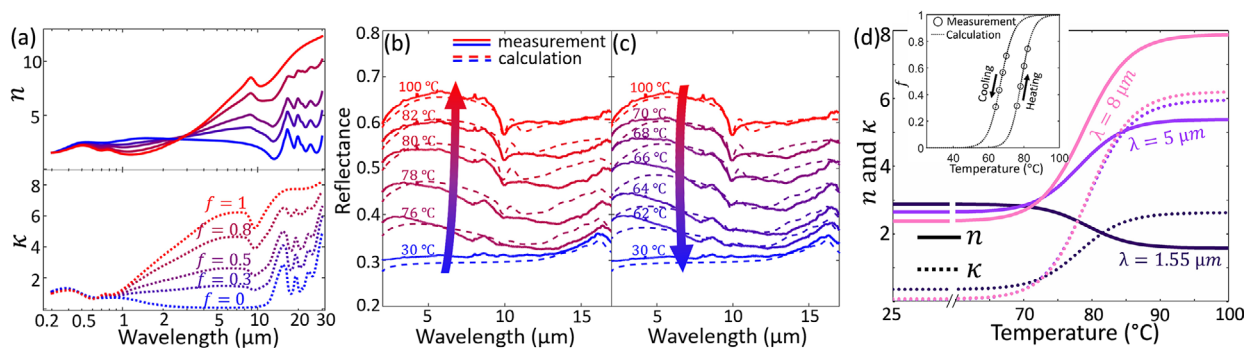 (a)
10
5
n
8
6
4
2
κ
f = 1
f = 0.8
f = 0.5
f = 0.3
f = 0
0.2 0.5 1 2 5 10 20 30
Wavelength (μm)
0.8
0.7
0.6
0.5
0.4
0.3
0.2
Reflectance
(b)
measurement
calculation
100 °C
82 °C
80 °C
78 °C
76 °C
30 °C
5 10 15
Wavelength (μm)
(c)
100 °C
70 °C
68 °C
66 °C
64 °C
62 °C
30 °C
5 10 15
Wavelength (μm)
(d)
8
6
4
2
n and κ
1
0.8
0.6
0.4
0.2
0
f
Measurement
Calculation
Cooling
Heating
40 60 80 100
Temperature (°C)
λ = 8 μm
λ = 5 μm
λ = 1.55 μm
n
κ
25 70 80 90 100
Temperature (°C)